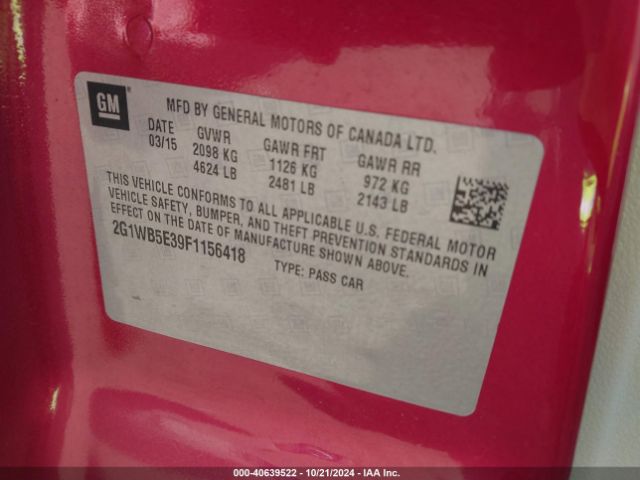 GM
MFD BY GENERAL MOTORS OF CANADA LTD.
DATE GVWR GAWR FRT GAWR RR
03/15 2098 KG 1126 KG 972 KG
4624 LB 2481 LB 2143 LB
THIS VEHICLE CONFORMS TO ALL APPLICABLE U.S. FEDERAL MOTOR
VEHICLE SAFETY, BUMPER, AND THEFT PREVENTION STANDARDS IN
EFFECT ON THE DATE OF MANUFACTURE SHOWN ABOVE.
2G1WB5E39F1156418 TYPE: PASS CAR
000-40639522 - 10/21/2024 - IAA Inc.